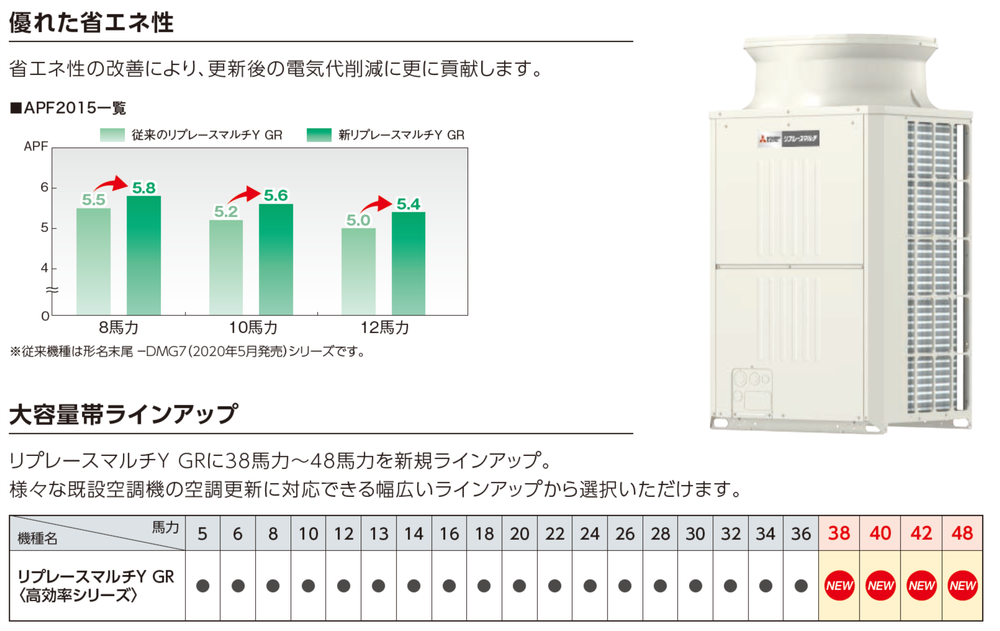 優れた省エネ性
省エネ性の改善により、更新後の電気代削減に更に貢献します。
■APF2015一覧
従来のリプレースマルチY GR 新リプレースマルチY GR
APF
6
5
4
0
5.5 5.8
5.2 5.6
5.0 5.4
8馬力 10馬力 12馬力
※従来機種は形名末尾 −DMG7（2020年5月発売）シリーズです。
リプレースマルチ
大容量帯ラインアップ
リプレースマルチY GRに38馬力～48馬力を新規ラインアップ。
様々な既設空調機の空調更新に対応できる幅広いラインアップから選択いただけます。
馬力
機種名
5 6 8 10 12 13 14 16 18 20 22 24 26 28 30 32 34 36 38 40 42 48
リプレースマルチY GR
〈高効率シリーズ〉
● ● ● ● ● ● ● ● ● ● ● ● ● ● ● ● ● ● NEW NEW NEW NEW